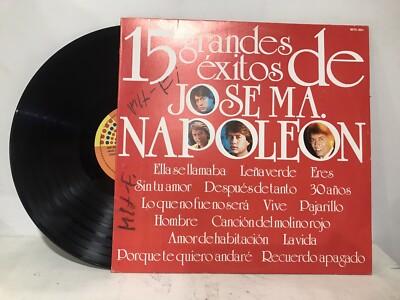 15 grandes
éxitos de
JOSE MA.
NAPOLEON
Ella se llamaba Leña verde Eres
Sin tu amor Después de tanto 30 años
Lo que no fue no será Vive Pajarillo
Hombre Canción del molino rojo
Amor de habitación La vida
Porque te quiero andaré Recuerdo apagado